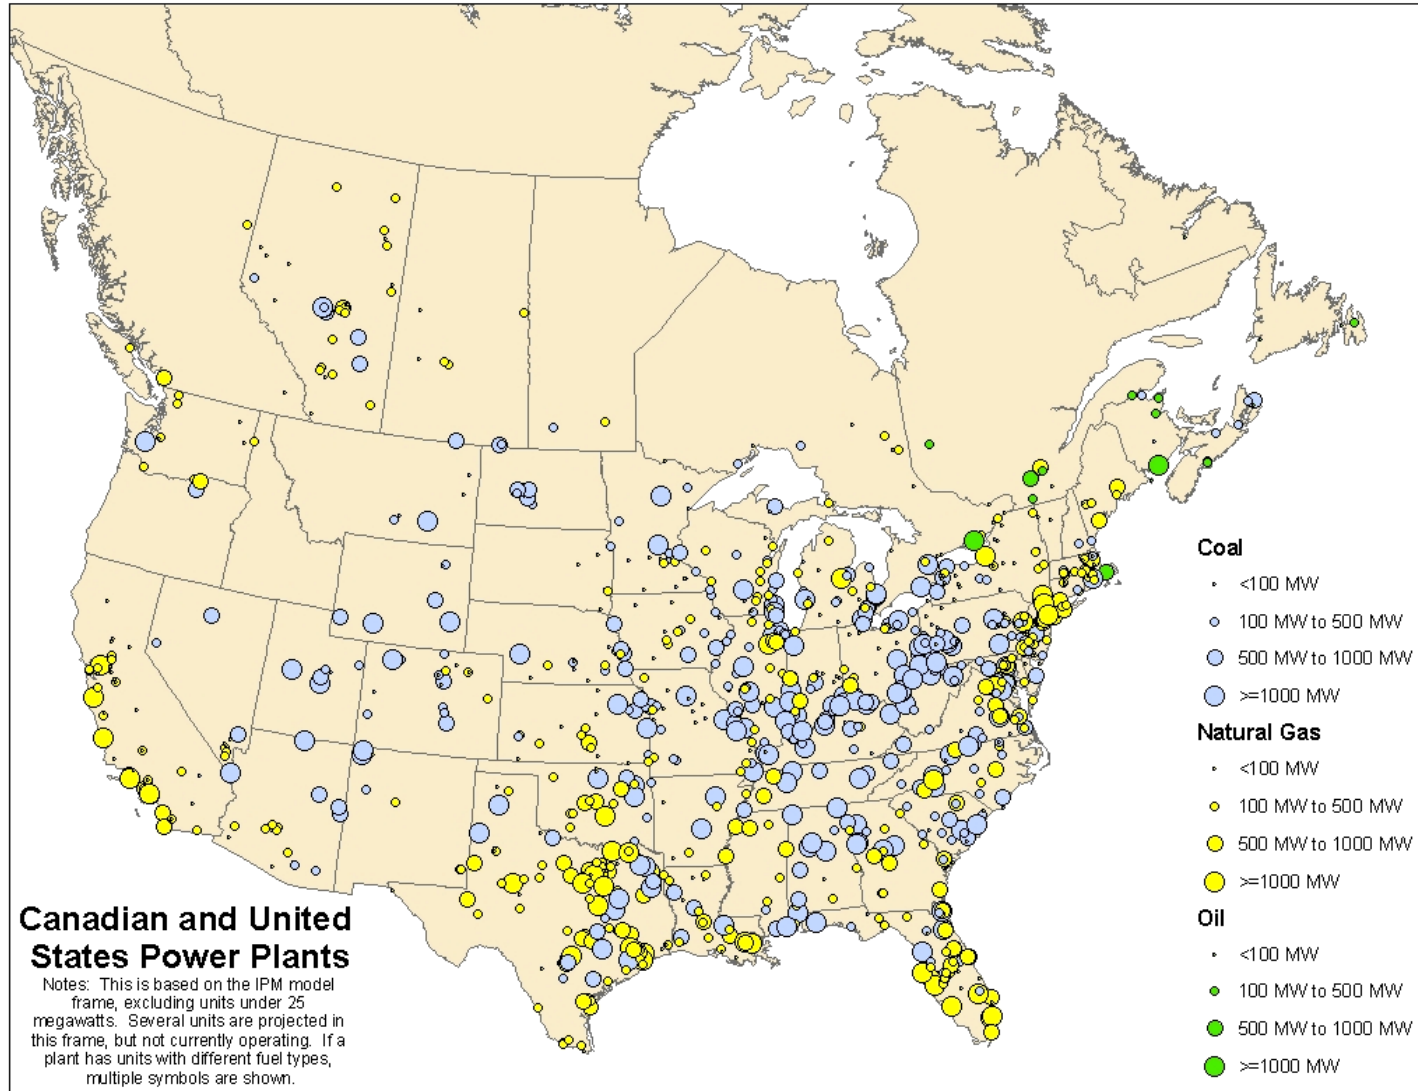 Canadian and United
States Power Plants
Notes: This is based on the IPM model
frame, excluding units under 25
megawatts. Several units are projected in
this frame, but not currently operating. If a
plant has units with different fuel types,
multiple symbols are shown.
Coal
<100 MW
100 MW to 500 MW
500 MW to 1000 MW
>=1000 MW
Natural Gas
<100 MW
100 MW to 500 MW
500 MW to 1000 MW
>=1000 MW
Oil
<100 MW
100 MW to 500 MW
500 MW to 1000 MW
>=1000 MW